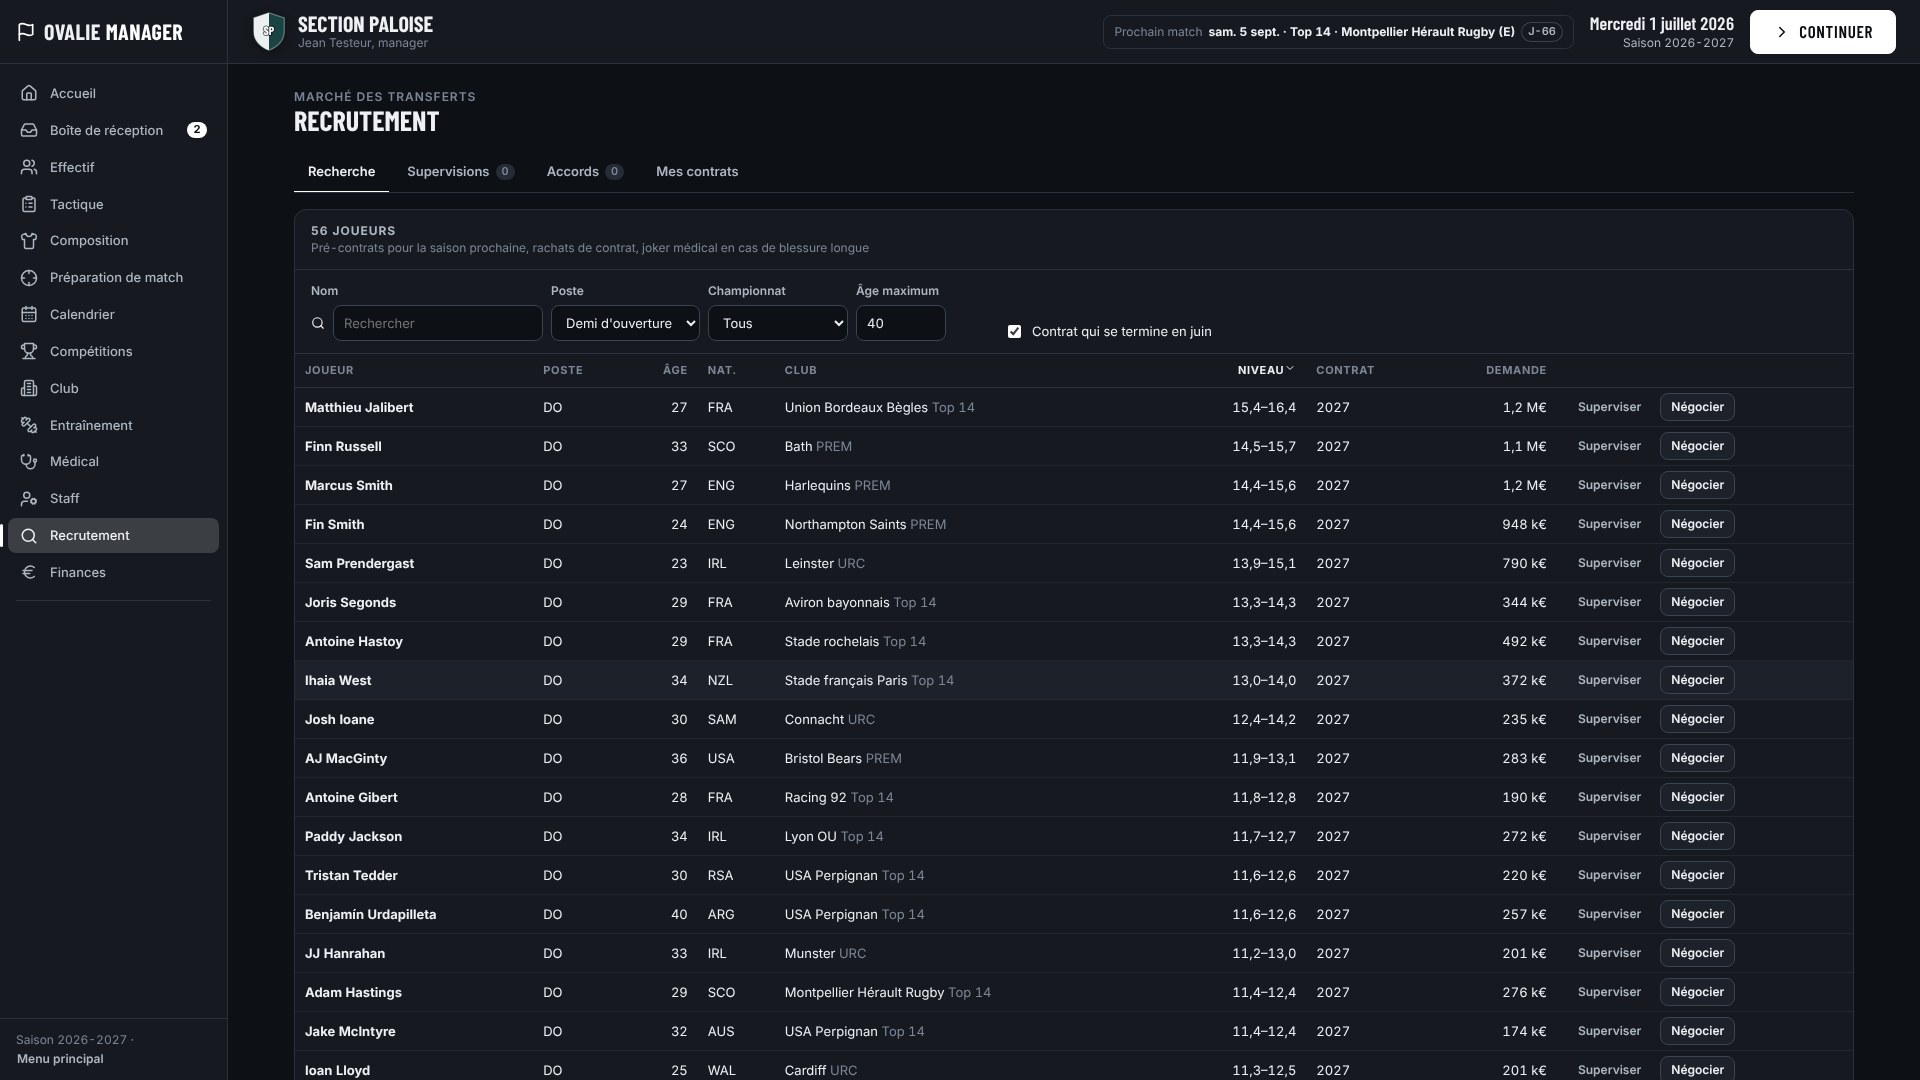 OVALIE MANAGER
SECTION PALOISE
Jean Testeur, manager
Prochain match sam. 5 sept. · Top 14 · Montpellier Hérault Rugby (E) J-66
Mercredi 1 juillet 2026
Saison 2026-2027
CONTINUER
Accueil
Boîte de réception 2
Effectif
Tactique
Composition
Préparation de match
Calendrier
Compétitions
Club
Entraînement
Médical
Staff
Recrutement
Finances
Saison 2026-2027 ·
Menu principal
MARCHÉ DES TRANSFERTS
RECRUTEMENT
Recherche Supervisions 0 Accords 0 Mes contrats
56 JOUEURS
Pré-contrats pour la saison prochaine, rachats de contrat, joker médical en cas de blessure longue
Nom Poste Championnat Âge maximum
Rechercher Demi d'ouverture Tous 40 Contrat qui se termine en juin
JOUEUR POSTE ÂGE NAT. CLUB NIVEAU CONTRAT DEMANDE
Matthieu Jalibert DO 27 FRA Union Bordeaux Bègles Top 14 15,4–16,4 2027 1,2 M€ Superviser Négocier
Finn Russell DO 33 SCO Bath PREM 14,5–15,7 2027 1,1 M€ Superviser Négocier
Marcus Smith DO 27 ENG Harlequins PREM 14,4–15,6 2027 1,2 M€ Superviser Négocier
Fin Smith DO 24 ENG Northampton Saints PREM 14,4–15,6 2027 948 k€ Superviser Négocier
Sam Prendergast DO 23 IRL Leinster URC 13,9–15,1 2027 790 k€ Superviser Négocier
Joris Segonds DO 29 FRA Aviron bayonnais Top 14 13,3–14,3 2027 344 k€ Superviser Négocier
Antoine Hastoy DO 29 FRA Stade rochelais Top 14 13,3–14,3 2027 492 k€ Superviser Négocier
Ihaia West DO 34 NZL Stade français Paris Top 14 13,0–14,0 2027 372 k€ Superviser Négocier
Josh Ioane DO 30 SAM Connacht URC 12,4–14,2 2027 235 k€ Superviser Négocier
AJ MacGinty DO 36 USA Bristol Bears PREM 11,9–13,1 2027 283 k€ Superviser Négocier
Antoine Gibert DO 28 FRA Racing 92 Top 14 11,8–12,8 2027 190 k€ Superviser Négocier
Paddy Jackson DO 34 IRL Lyon OU Top 14 11,7–12,7 2027 272 k€ Superviser Négocier
Tristan Tedder DO 30 RSA USA Perpignan Top 14 11,6–12,6 2027 220 k€ Superviser Négocier
Benjamín Urdapilleta DO 40 ARG USA Perpignan Top 14 11,6–12,6 2027 257 k€ Superviser Négocier
JJ Hanrahan DO 33 IRL Munster URC 11,2–13,0 2027 201 k€ Superviser Négocier
Adam Hastings DO 29 SCO Montpellier Hérault Rugby Top 14 11,4–12,4 2027 276 k€ Superviser Négocier
Jake McIntyre DO 32 AUS USA Perpignan Top 14 11,4–12,4 2027 174 k€ Superviser Négocier
Ioan Lloyd DO 25 WAL Cardiff URC 11,3–12,5 2027 201 k€ Superviser Négocier